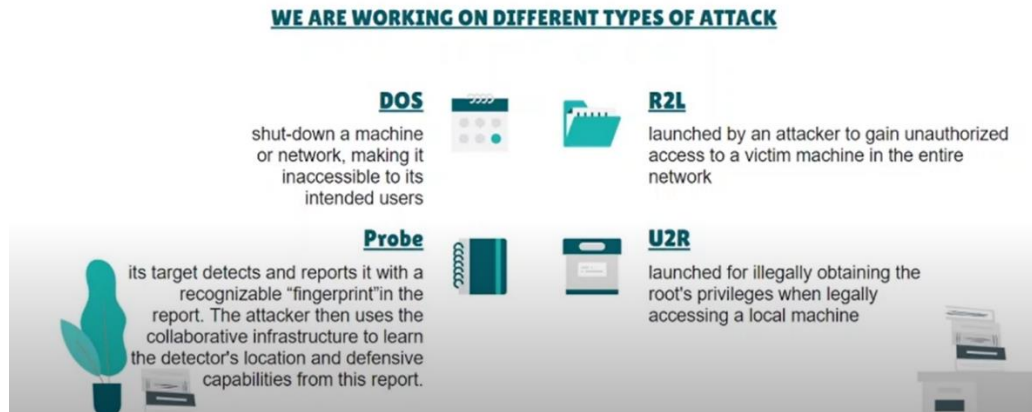 WE ARE WORKING ON DIFFERENT TYPES OF ATTACK
DOS
shut-down a machine
or network, making it
inaccessible to its
intended users
R2L
launched by an attacker to gain unauthorized
access to a victim machine in the entire
network
Probe
its target detects and reports it with a
recognizable “fingerprint”in the
report. The attacker then uses the
collaborative infrastructure to learn
the detector's location and defensive
capabilities from this report.
U2R
launched for illegally obtaining the
root's privileges when legally
accessing a local machine